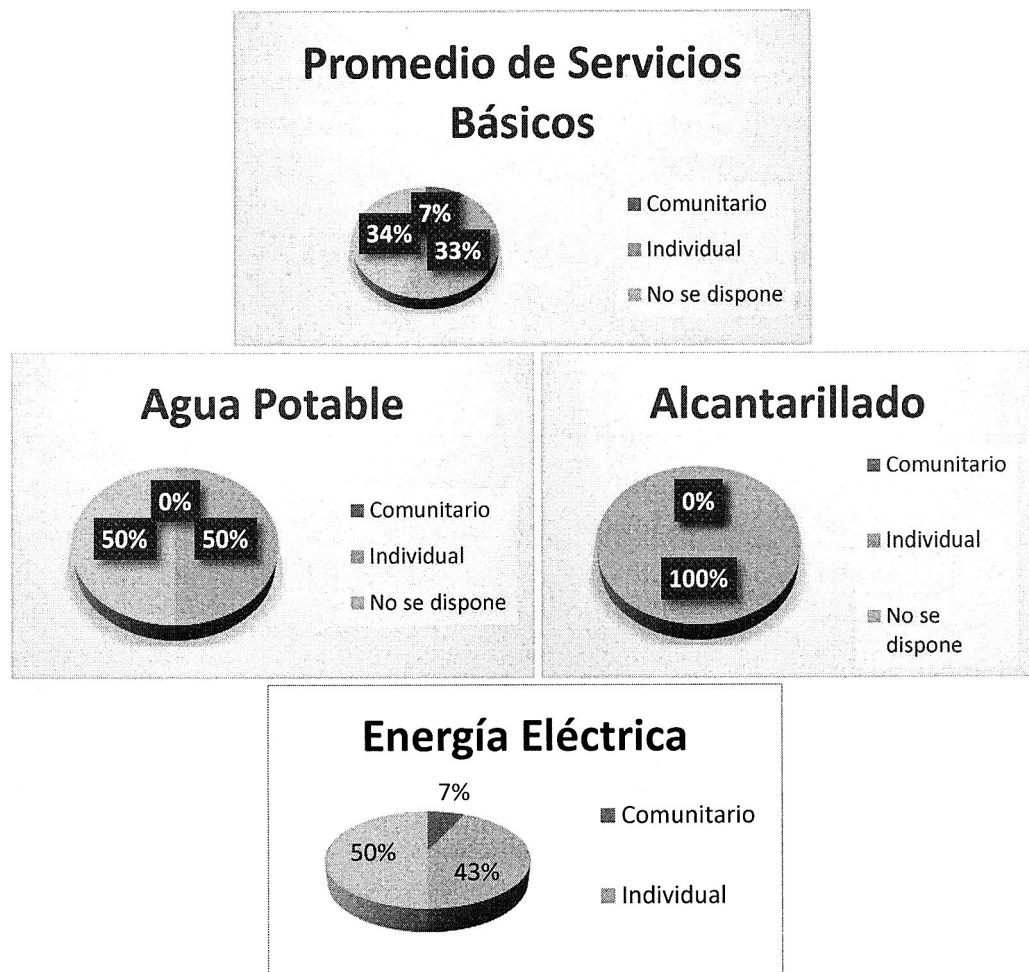 Promedio de Servicios
Básicos
7%
34%
33%
Comunitario
Individual
No se dispone
Agua Potable
0%
50%
50%
Comunitario
Individual
No se dispone
Alcantarillado
0%
100%
Comunitario
Individual
No se
dispone
Energía Eléctrica
7%
50%
43%
Comunitario
Individual